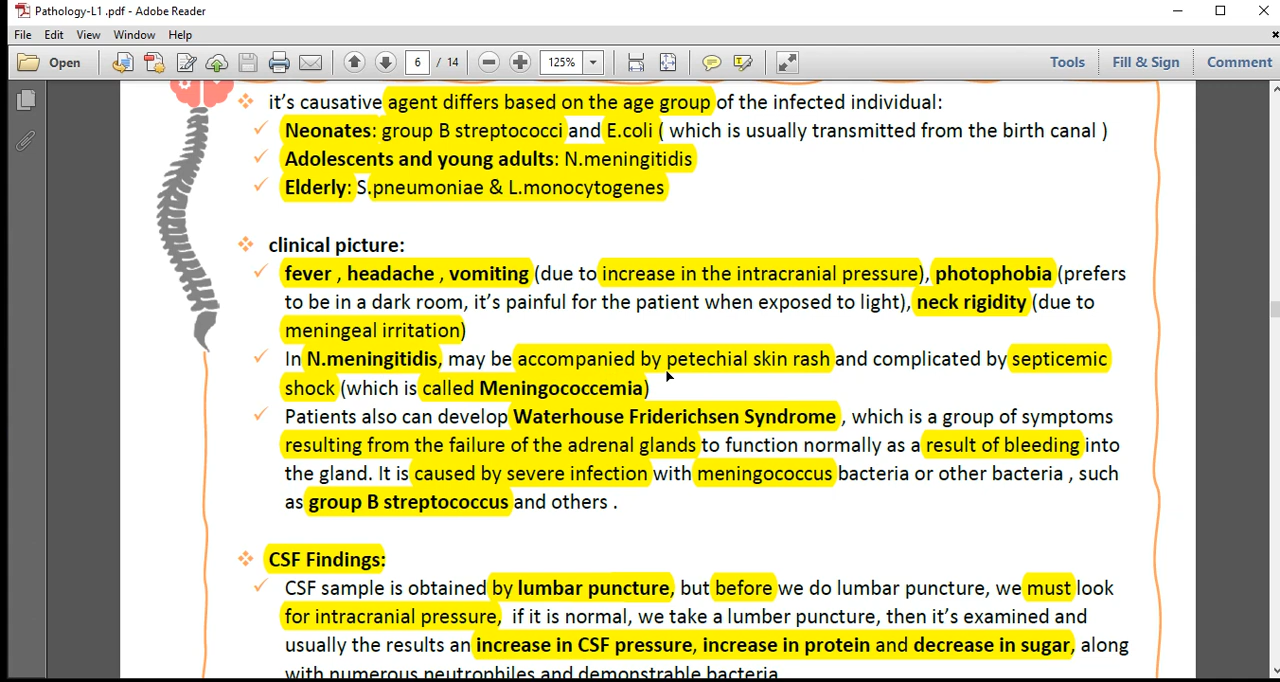 Pathology-L1 .pdf - Adobe Reader
File Edit View Window Help
Open 6 / 14 125% Tools Fill & Sign Comment
it's causative agent differs based on the age group of the infected individual:
Neonates: group B streptococci and E.coli ( which is usually transmitted from the birth canal )
Adolescents and young adults: N.meningitidis
Elderly: S.pneumoniae & L.monocytogenes
clinical picture:
fever , headache , vomiting (due to increase in the intracranial pressure), photophobia (prefers
to be in a dark room, it's painful for the patient when exposed to light), neck rigidity (due to
meningeal irritation)
In N.meningitidis, may be accompanied by petechial skin rash and complicated by septicemic
shock (which is called Meningococcemia)
Patients also can develop Waterhouse Friderichsen Syndrome , which is a group of symptoms
resulting from the failure of the adrenal glands to function normally as a result of bleeding into
the gland. It is caused by severe infection with meningococcus bacteria or other bacteria , such
as group B streptococcus and others .
CSF Findings:
CSF sample is obtained by lumbar puncture, but before we do lumbar puncture, we must look
for intracranial pressure, if it is normal, we take a lumber puncture, then it's examined and
usually the results an increase in CSF pressure, increase in protein and decrease in sugar, along
with numerous neutrophiles and demonstrable bacteria